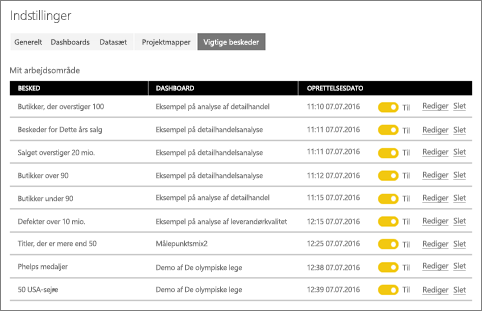 Indstillinger
Generelt Dashboards Datasæt Projektmapper Vigtige beskeder
Mit arbejdsområde
BESKED DASHBOARD OPRETTELSESDATO
Butikker, der overstiger 100 Eksempel på analyse af detailhandel 11:10 07.07.2016 Til Rediger Slet
Beskeder for Dette års salg Eksempel på detailhandelsanalyse 11:11 07.07.2016 Til Rediger Slet
Salget overstiger 20 mio. Eksempel på detailhandelsanalyse 11:11 07.07.2016 Til Rediger Slet
Butikker over 90 Eksempel på detailhandelsanalyse 11:12 07.07.2016 Til Rediger Slet
Butikker under 90 Eksempel på analyse af detailhandel 11:15 07.07.2016 Til Rediger Slet
Defekter over 10 mio. Eksempel på analyse af leverandørkvalitet 12:15 07.07.2016 Til Rediger Slet
Titler, der er mere end 50 Målepunktsmix2 12:25 07.07.2016 Til Rediger Slet
Phelps medaljer Demo af De olympiske lege 12:38 07.07.2016 Til Rediger Slet
50 USA-sejre Demo af De olympiske lege 12:39 07.07.2016 Til Rediger Slet